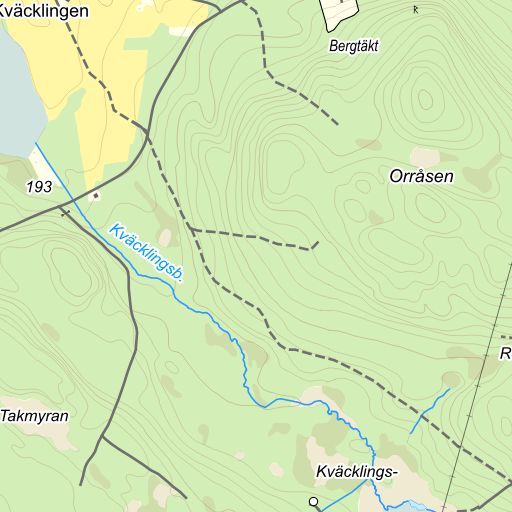 Kväcklingen
Bergtäkt
Orråsen
193
Kväcklingsb.
R
Takmyran
Kväcklings-